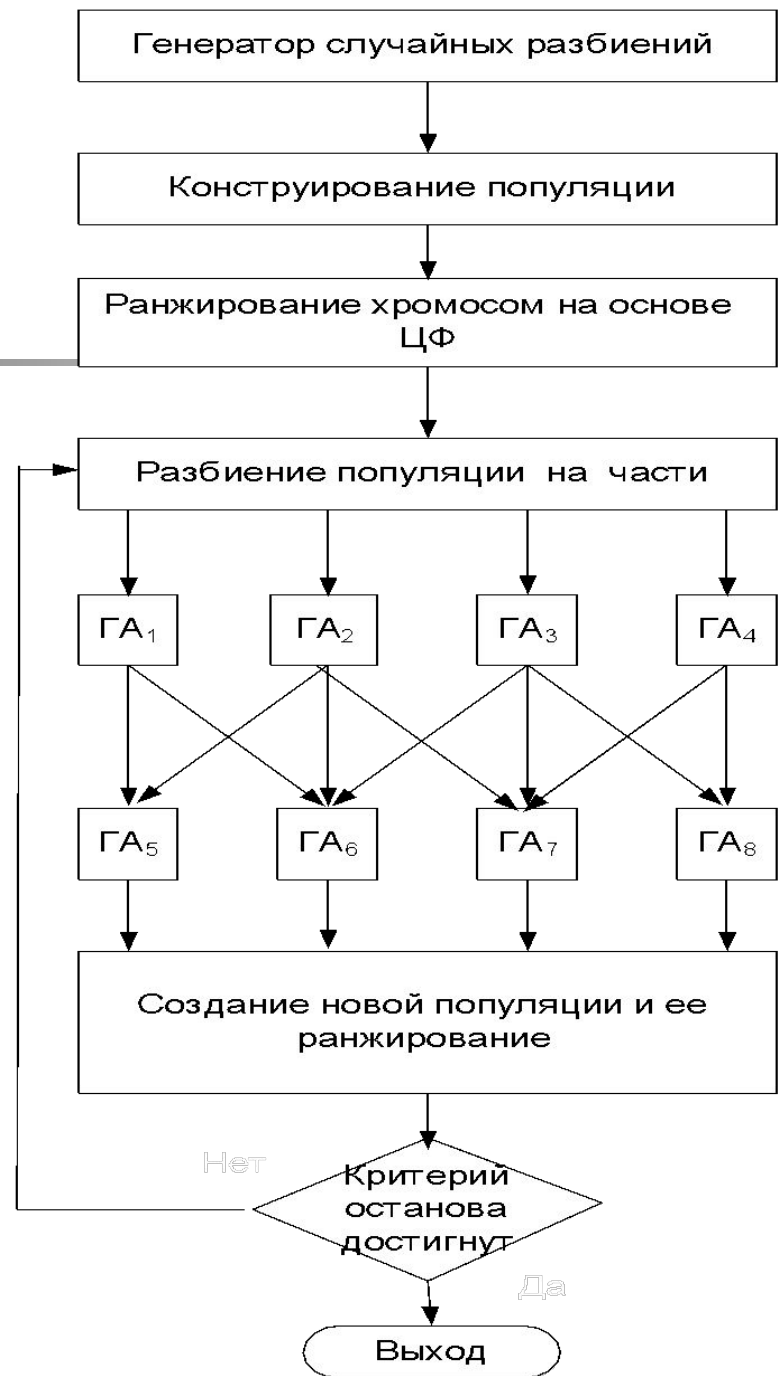 Генератор случайных разбиений
Конструирование популяции
Ранжирование хромосом на основе
ЦФ
Разбиение популяции на части
ГА₁ ГА₂ ГА₃ ГА₄
ГА₅ ГА₆ ГА₇ ГА₈
Создание новой популяции и ее
ранжирование
Нет
Критерий
останова
достигнут
Да
Выход